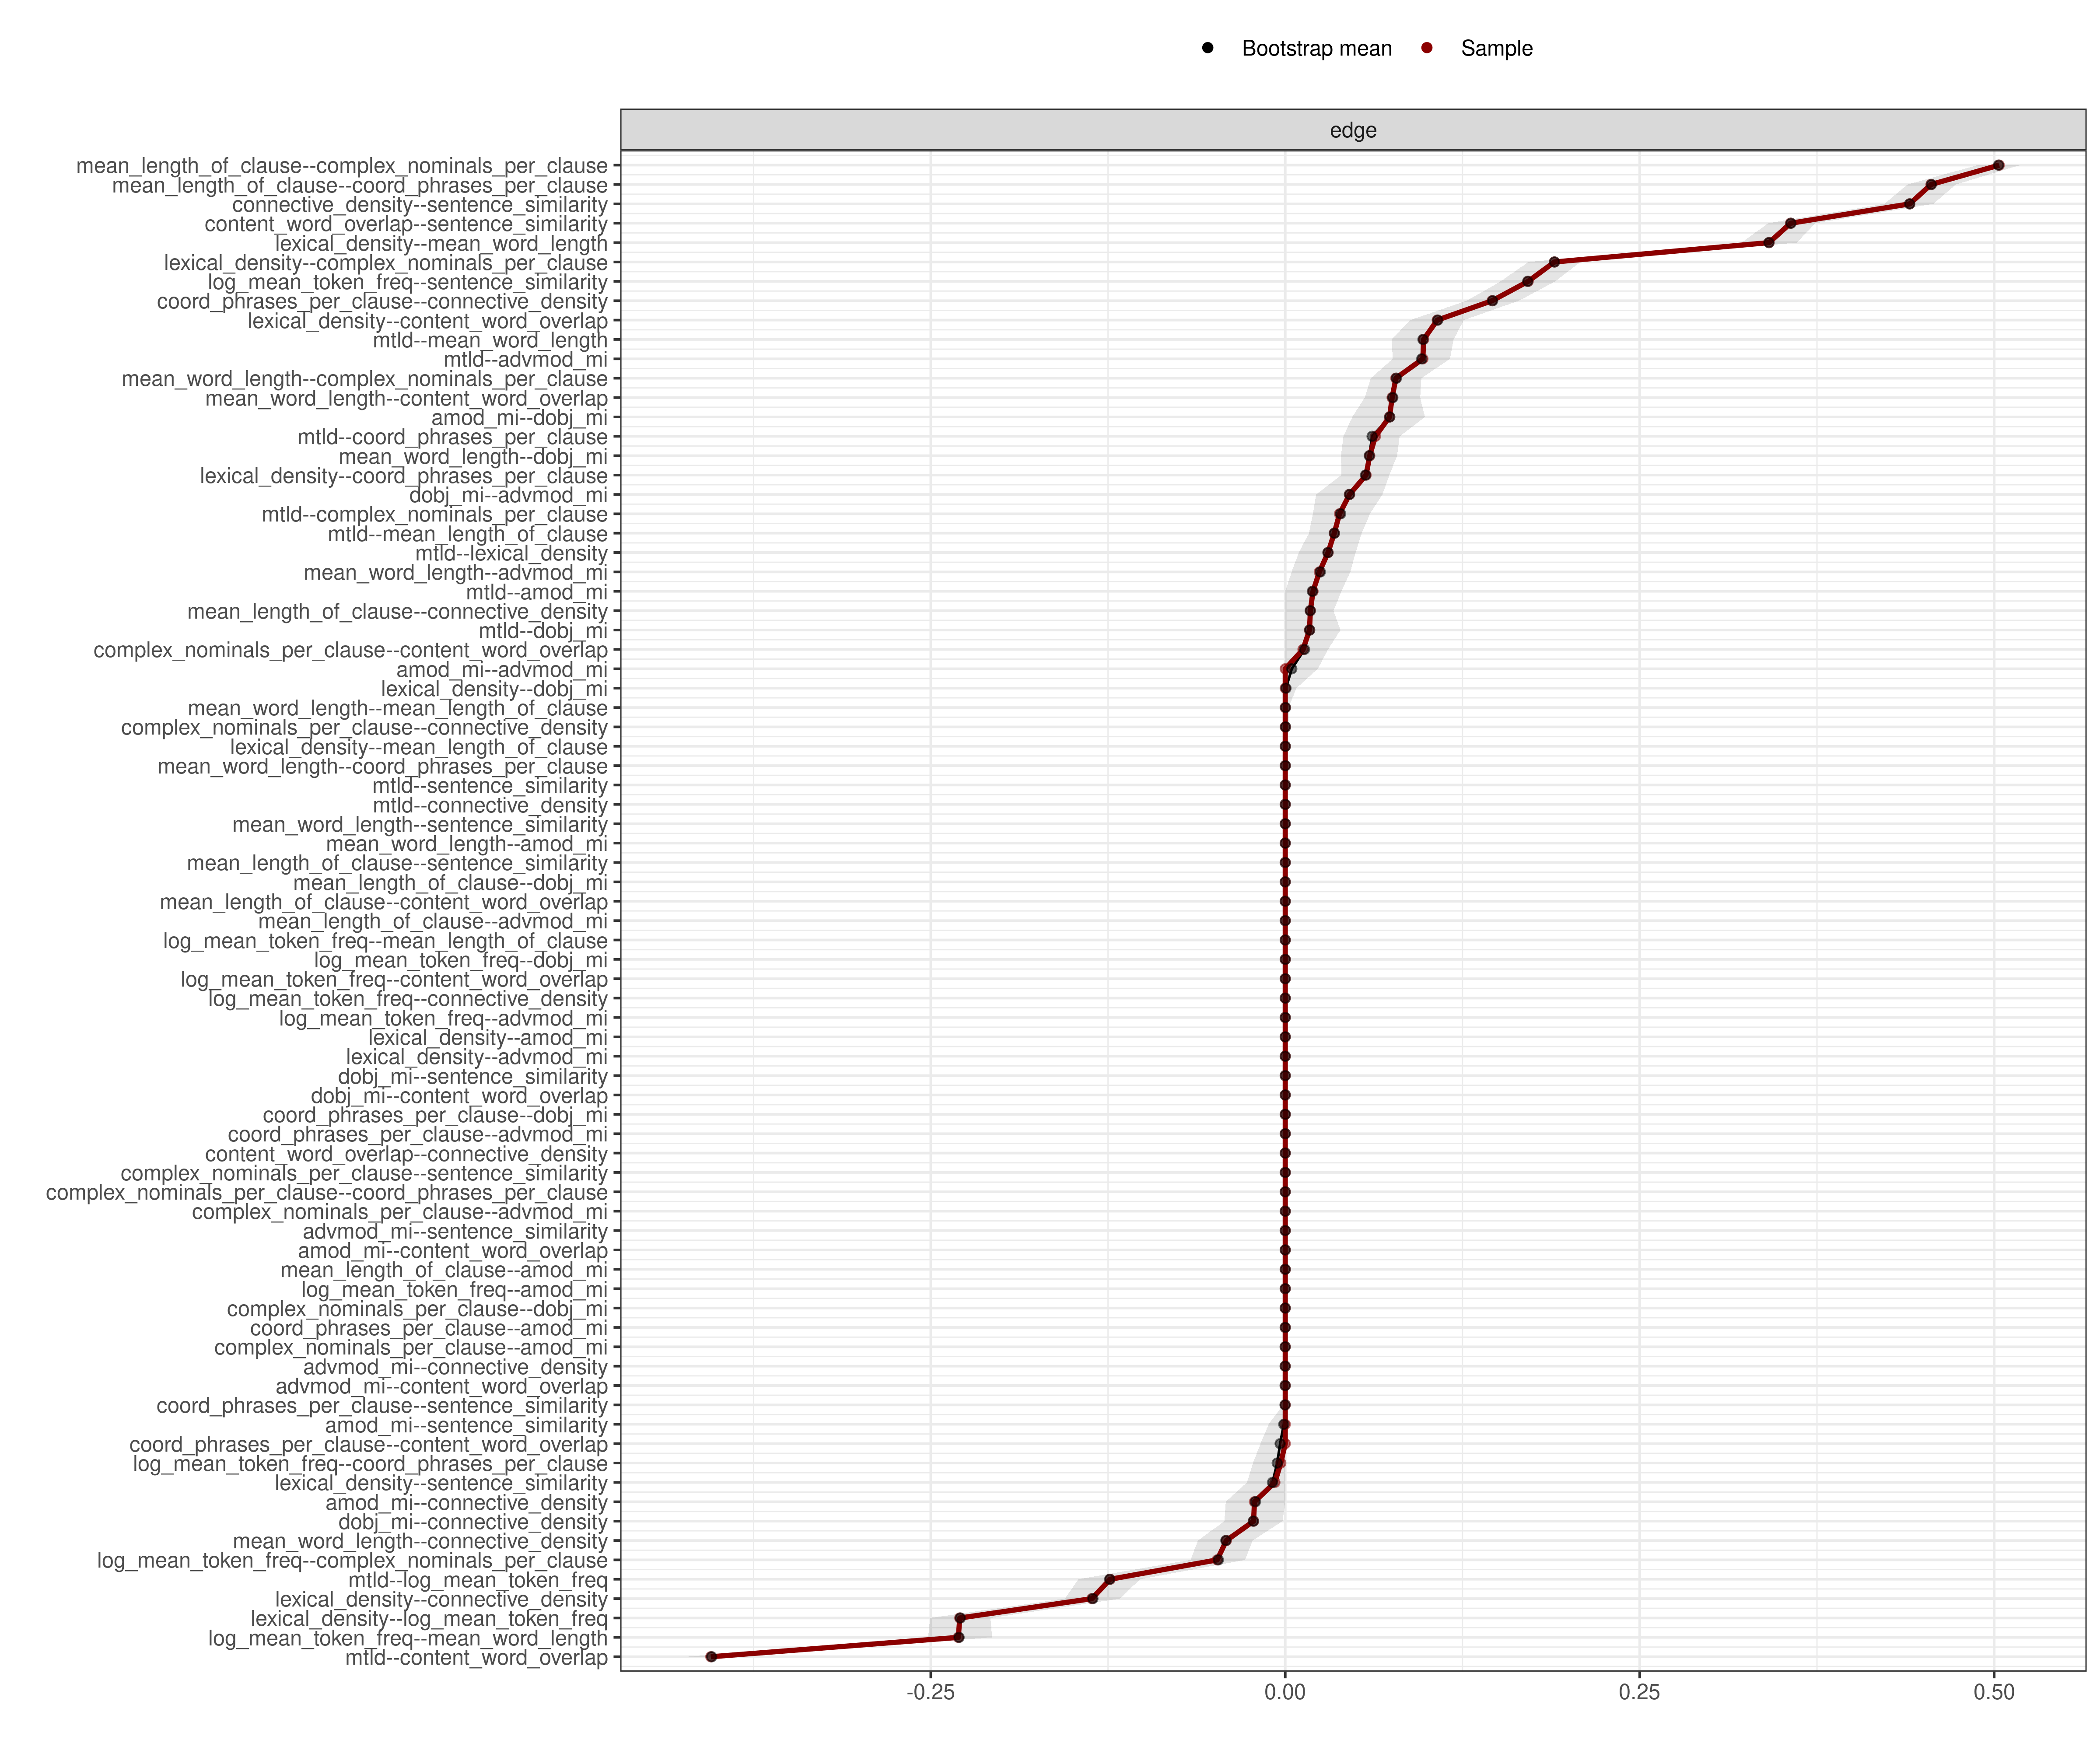 Bootstrap mean Sample
edge
mean_length_of_clause--complex_nominals_per_clause
mean_length_of_clause--coord_phrases_per_clause
connective_density--sentence_similarity
content_word_overlap--sentence_similarity
lexical_density--mean_word_length
lexical_density--complex_nominals_per_clause
log_mean_token_freq--sentence_similarity
coord_phrases_per_clause--connective_density
lexical_density--content_word_overlap
mtld--mean_word_length
mtld--advmod_mi
mean_word_length--complex_nominals_per_clause
mean_word_length--content_word_overlap
amod_mi--dobj_mi
mtld--coord_phrases_per_clause
mean_word_length--dobj_mi
lexical_density--coord_phrases_per_clause
dobj_mi--advmod_mi
mtld--complex_nominals_per_clause
mtld--mean_length_of_clause
mtld--lexical_density
mean_word_length--advmod_mi
mtld--amod_mi
mean_length_of_clause--connective_density
mtld--dobj_mi
complex_nominals_per_clause--content_word_overlap
amod_mi--advmod_mi
lexical_density--dobj_mi
mean_word_length--mean_length_of_clause
complex_nominals_per_clause--connective_density
lexical_density--mean_length_of_clause
mean_word_length--coord_phrases_per_clause
mtld--sentence_similarity
mtld--connective_density
mean_word_length--sentence_similarity
mean_word_length--amod_mi
mean_length_of_clause--sentence_similarity
mean_length_of_clause--dobj_mi
mean_length_of_clause--content_word_overlap
mean_length_of_clause--advmod_mi
log_mean_token_freq--mean_length_of_clause
log_mean_token_freq--dobj_mi
log_mean_token_freq--content_word_overlap
log_mean_token_freq--connective_density
log_mean_token_freq--advmod_mi
lexical_density--amod_mi
lexical_density--advmod_mi
dobj_mi--sentence_similarity
dobj_mi--content_word_overlap
coord_phrases_per_clause--dobj_mi
coord_phrases_per_clause--advmod_mi
content_word_overlap--connective_density
complex_nominals_per_clause--sentence_similarity
complex_nominals_per_clause--coord_phrases_per_clause
complex_nominals_per_clause--advmod_mi
advmod_mi--sentence_similarity
amod_mi--content_word_overlap
mean_length_of_clause--amod_mi
log_mean_token_freq--amod_mi
complex_nominals_per_clause--dobj_mi
coord_phrases_per_clause--amod_mi
complex_nominals_per_clause--amod_mi
advmod_mi--connective_density
advmod_mi--content_word_overlap
coord_phrases_per_clause--sentence_similarity
amod_mi--sentence_similarity
coord_phrases_per_clause--content_word_overlap
log_mean_token_freq--coord_phrases_per_clause
lexical_density--sentence_similarity
amod_mi--connective_density
dobj_mi--connective_density
mean_word_length--connective_density
log_mean_token_freq--complex_nominals_per_clause
mtld--log_mean_token_freq
lexical_density--connective_density
lexical_density--log_mean_token_freq
log_mean_token_freq--mean_word_length
mtld--content_word_overlap
-0.25 0.00 0.25 0.50